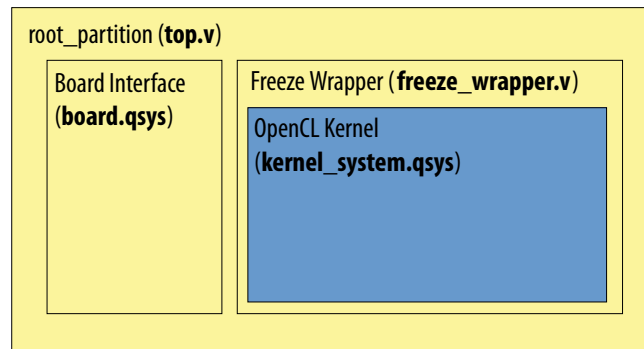 root_partition (top.v)
Board Interface
(board.qsys)
Freeze Wrapper (freeze_wrapper.v)
OpenCL Kernel
(kernel_system.qsys)